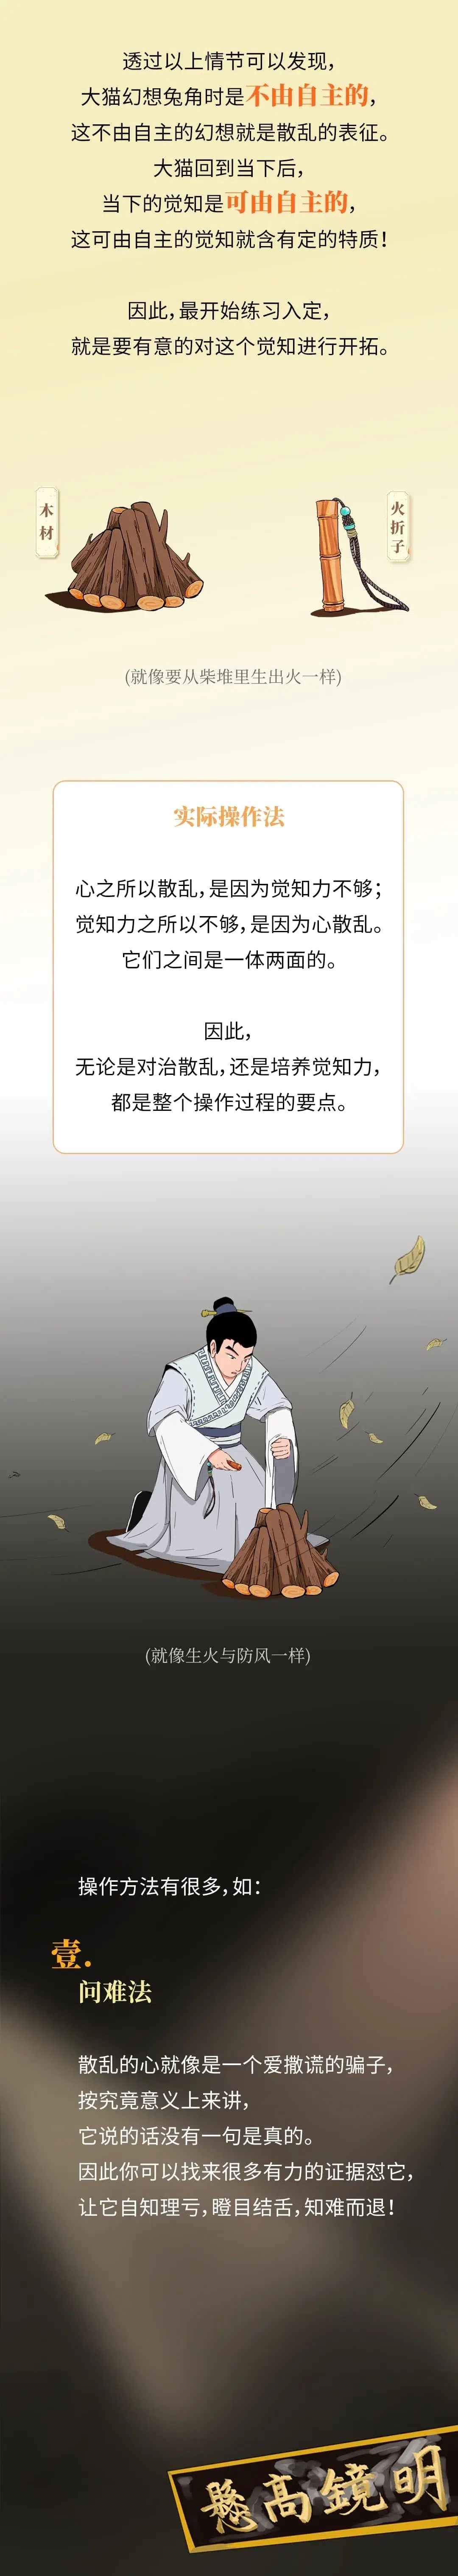 透过以上情节可以发现，
大猫幻想兔角时是不由自主的，
这不由自主的幻想就是散乱的表征。
大猫回到当下后，
当下的觉知是可由自主的，
这可由自主的觉知就含有定的特质！
因此，最开始练习入定，
就是要有意的对这个觉知进行开拓。
木材
火折子
(就像要从柴堆里生出火一样)
实际操作法
心之所以散乱，是因为觉知力不够；
觉知力之所以不够，是因为心散乱。
它们之间是一体两面的。
因此，
无论是对治散乱，还是培养觉知力，
都是整个操作过程的要点。
(就像生火与防风一样)
操作方法有很多，如：
壹.
问难法
散乱的心就像是一个爱撒谎的骗子，
按究竟意义上来讲，
它说的话没有一句是真的。
因此你可以找来很多有力的证据怼它，
让它自知理亏，瞪目结舌，知难而退！
明鏡高懸